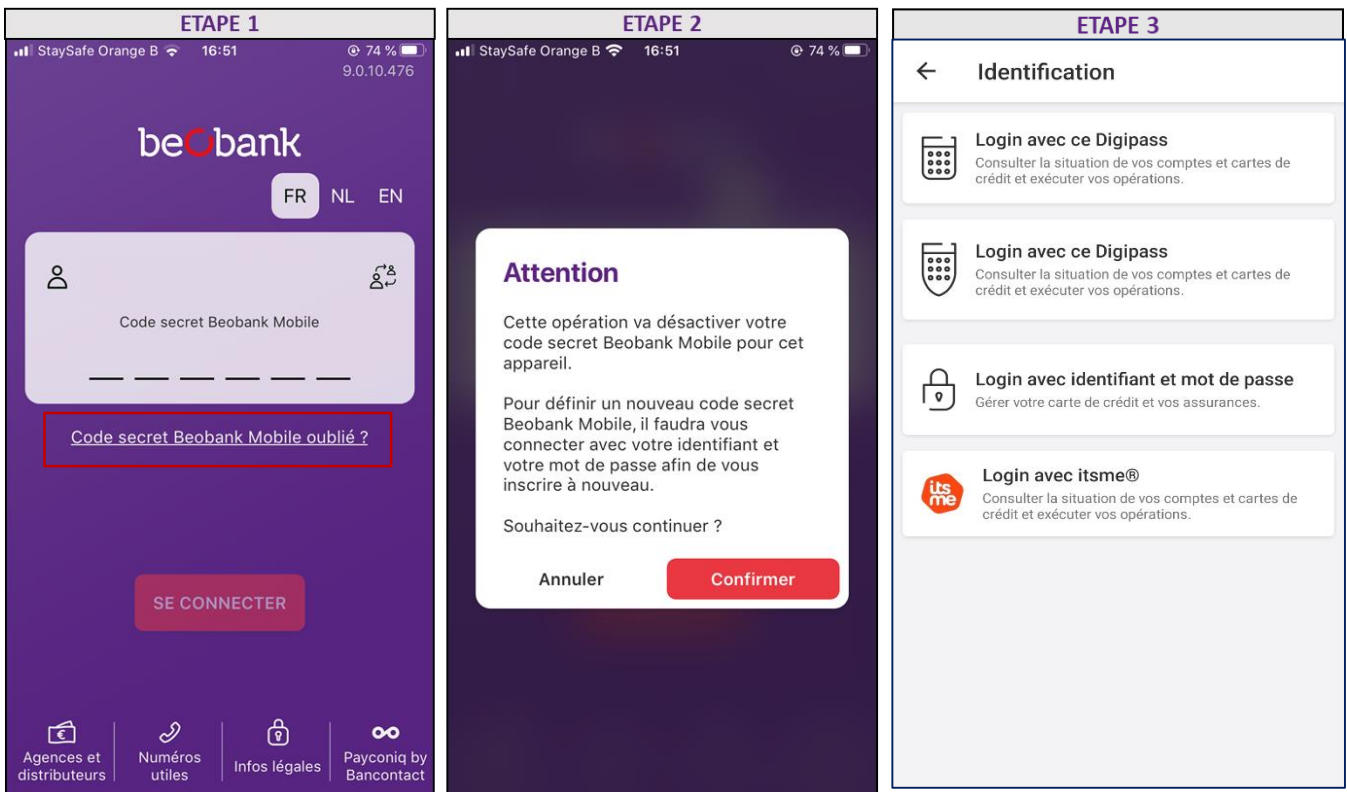 ETAPE 1
StaySafe Orange B 16:51 74 %
9.0.10.476
beobank
FR NL EN
Code secret Beobank Mobile
Code secret Beobank Mobile oublié ?
SE CONNECTER
Agences et distributeurs
Numéros utiles
Infos légales
Payconiq by Bancontact
ETAPE 2
StaySafe Orange B 16:51 74 %
Attention
Cette opération va désactiver votre
code secret Beobank Mobile pour cet
appareil.
Pour définir un nouveau code secret
Beobank Mobile, il faudra vous
connecter avec votre identifiant et
votre mot de passe afin de vous
inscrire à nouveau.
Souhaitez-vous continuer ?
Annuler Confirmer
ETAPE 3
Identification
Login avec ce Digipass
Consulter la situation de vos comptes et cartes de
crédit et exécuter vos opérations.
Login avec ce Digipass
Consulter la situation de vos comptes et cartes de
crédit et exécuter vos opérations.
Login avec identifiant et mot de passe
Gérer votre carte de crédit et vos assurances.
its
me
Login avec itsme®
Consulter la situation de vos comptes et cartes de
crédit et exécuter vos opérations.